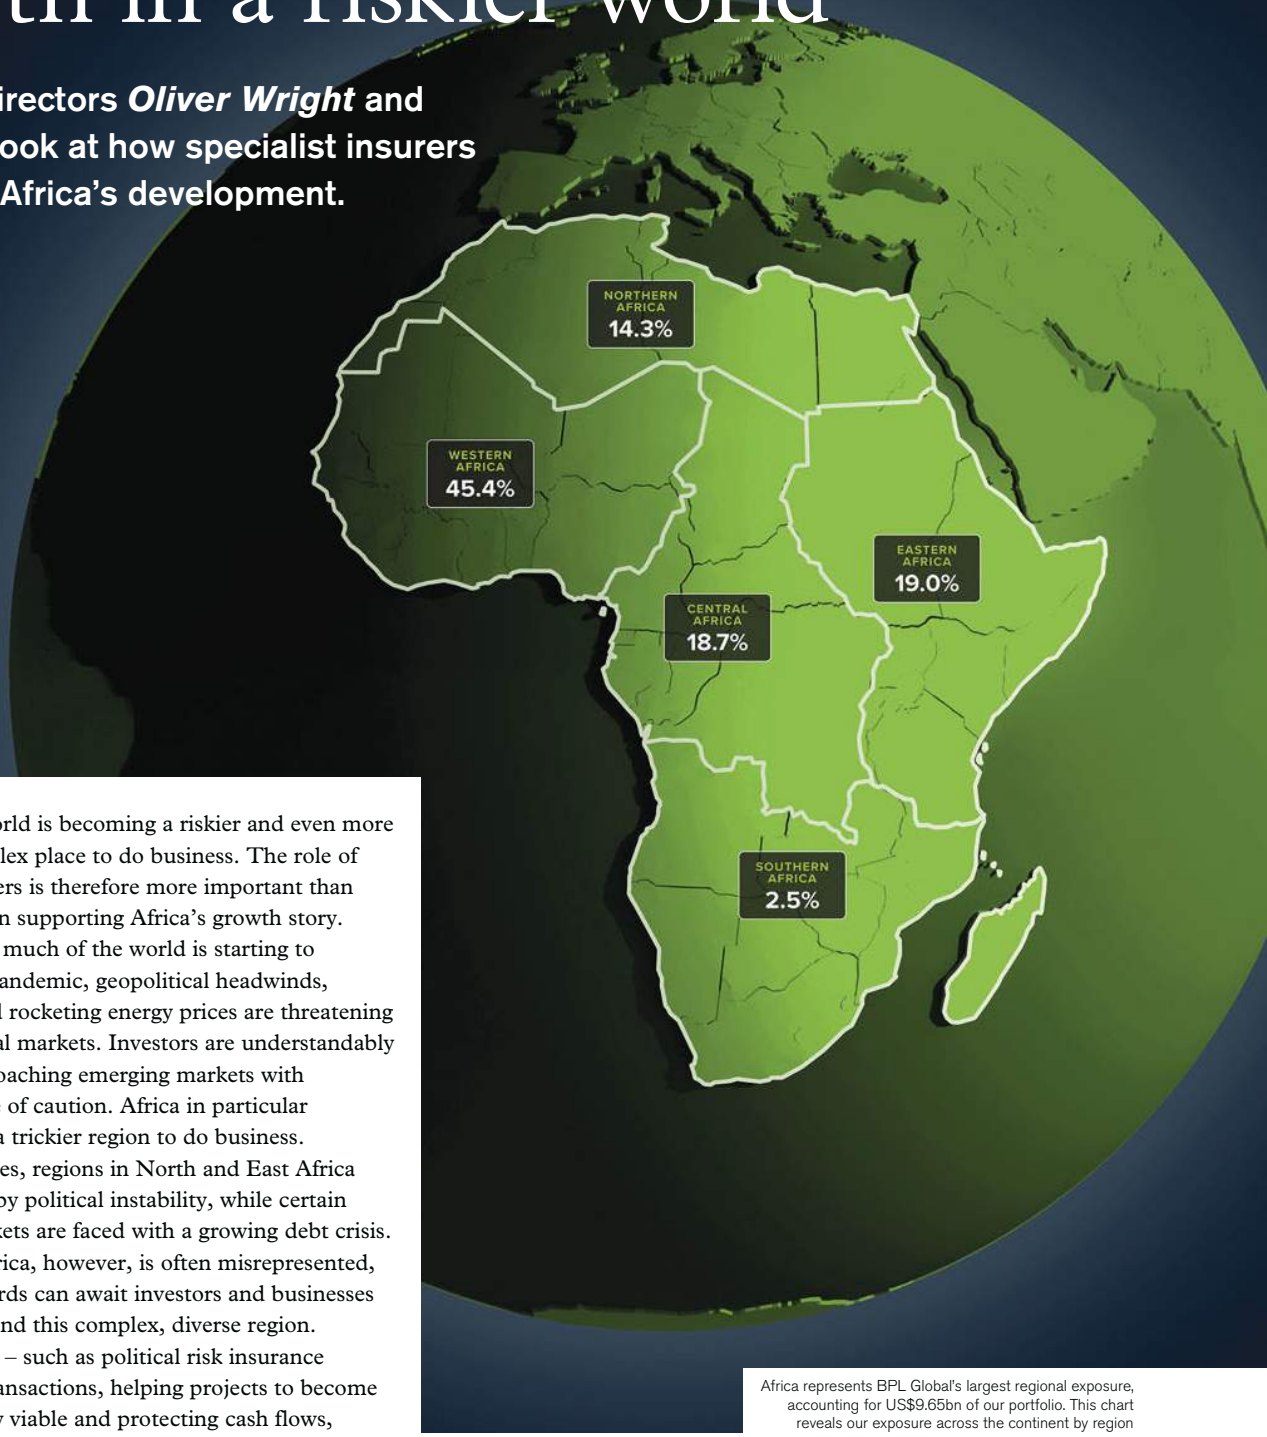 th in a riskier world
irectors Oliver Wright and
ook at how specialist insurers
Africa's development.
NORTHERN
AFRICA
14.3%
WESTERN
AFRICA
45.4%
EASTERN
AFRICA
19.0%
CENTRAL
AFRICA
18.7%
SOUTHERN
AFRICA
2.5%
orld is becoming a riskier and even more
lex place to do business. The role of
ers is therefore more important than
n supporting Africa's growth story.
much of the world is starting to
andemic, geopolitical headwinds,
l rocketing energy prices are threatening
al markets. Investors are understandably
oaching emerging markets with
e of caution. Africa in particular
a trickier region to do business.
es, regions in North and East Africa
by political instability, while certain
kets are faced with a growing debt crisis.
rica, however, is often misrepresented,
rds can await investors and businesses
nd this complex, diverse region.
– such as political risk insurance
ansactions, helping projects to become
y viable and protecting cash flows,
Africa represents BPL Global's largest regional exposure,
accounting for US$9.65bn of our portfolio. This chart
reveals our exposure across the continent by region